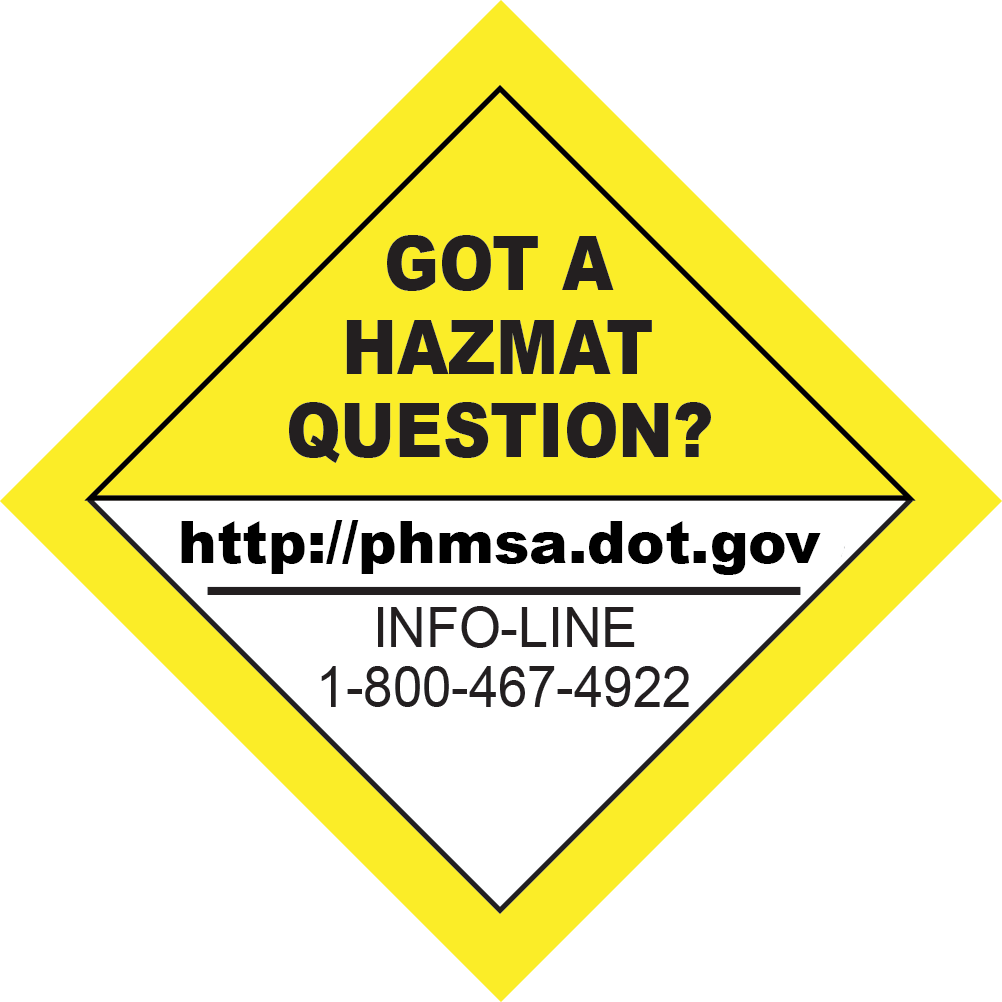 GOT A
HAZMAT
QUESTION?
http://phmsa.dot.gov
INFO-LINE
1-800-467-4922